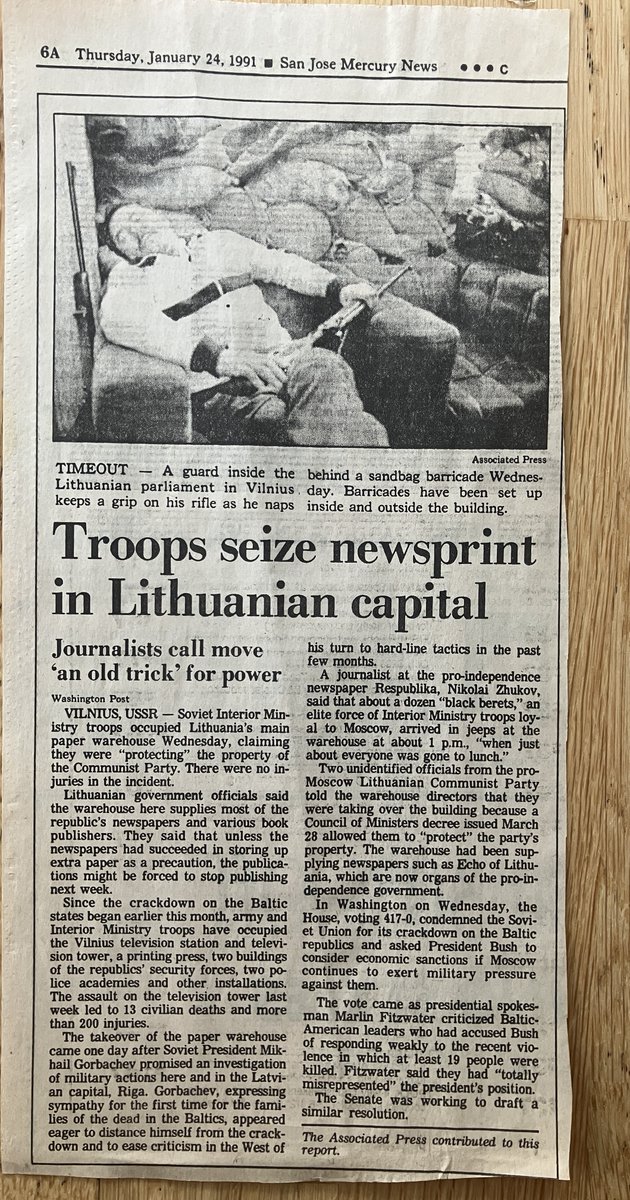 6A Thursday, January 24, 1991 ■ San Jose Mercury News ●●● C
Associated Press
TIMEOUT — A guard inside the
Lithuanian parliament in Vilnius
keeps a grip on his rifle as he naps
behind a sandbag barricade Wednes-
day. Barricades have been set up
inside and outside the building.
Troops seize newsprint
in Lithuanian capital
Journalists call move
‘an old trick’ for power
Washington Post
VILNIUS, USSR — Soviet Interior Min-
istry troops occupied Lithuania's main
paper warehouse Wednesday, claiming
they were “protecting” the property of
the Communist Party. There were no in-
juries in the incident.
Lithuanian government officials said
the warehouse here supplies most of the
republic's newspapers and various book
publishers. They said that unless the
newspapers had succeeded in storing up
extra paper as a precaution, the publica-
tions might be forced to stop publishing
next week.
Since the crackdown on the Baltic
states began earlier this month, army and
Interior Ministry troops have occupied
the Vilnius television station and televi-
sion tower, a printing press, two buildings
of the republics' security forces, two po-
lice academies and other installations.
The assault on the television tower last
week led to 13 civilian deaths and more
than 200 injuries.
The takeover of the paper warehouse
came one day after Soviet President Mik-
hail Gorbachev promised an investigation
of military actions here and in the Latvi-
an capital, Riga. Gorbachev, expressing
sympathy for the first time for the fami-
lies of the dead in the Baltics, appeared
eager to distance himself from the crack-
down and to ease criticism in the West of
his turn to hard-line tactics in the past
few months.
A journalist at the pro-independence
newspaper Respublika, Nikolai Zhukov,
said that about a dozen “black berets,” an
elite force of Interior Ministry troops loy-
al to Moscow, arrived in jeeps at the
warehouse at about 1 p.m., “when just
about everyone was gone to lunch.”
Two unidentified officials from the pro-
Moscow Lithuanian Communist Party
told the warehouse directors that they
were taking over the building because a
Council of Ministers decree issued March
28 allowed them to “protect” the party's
property. The warehouse had been sup-
plying newspapers such as Echo of Lithu-
ania, which are now organs of the pro-in-
dependence government.
In Washington on Wednesday, the
House, voting 417-0, condemned the Sovi-
et Union for its crackdown on the Baltic
republics and asked President Bush to
consider economic sanctions if Moscow
continues to exert military pressure
against them.
The vote came as presidential spokes-
man Marlin Fitzwater criticized Baltic-
American leaders who had accused Bush
of responding weakly to the recent vio-
lence in which at least 19 people were
killed. Fitzwater said they had “totally
misrepresented” the president's position.
The Senate was working to draft a
similar resolution.
The Associated Press contributed to this
report.